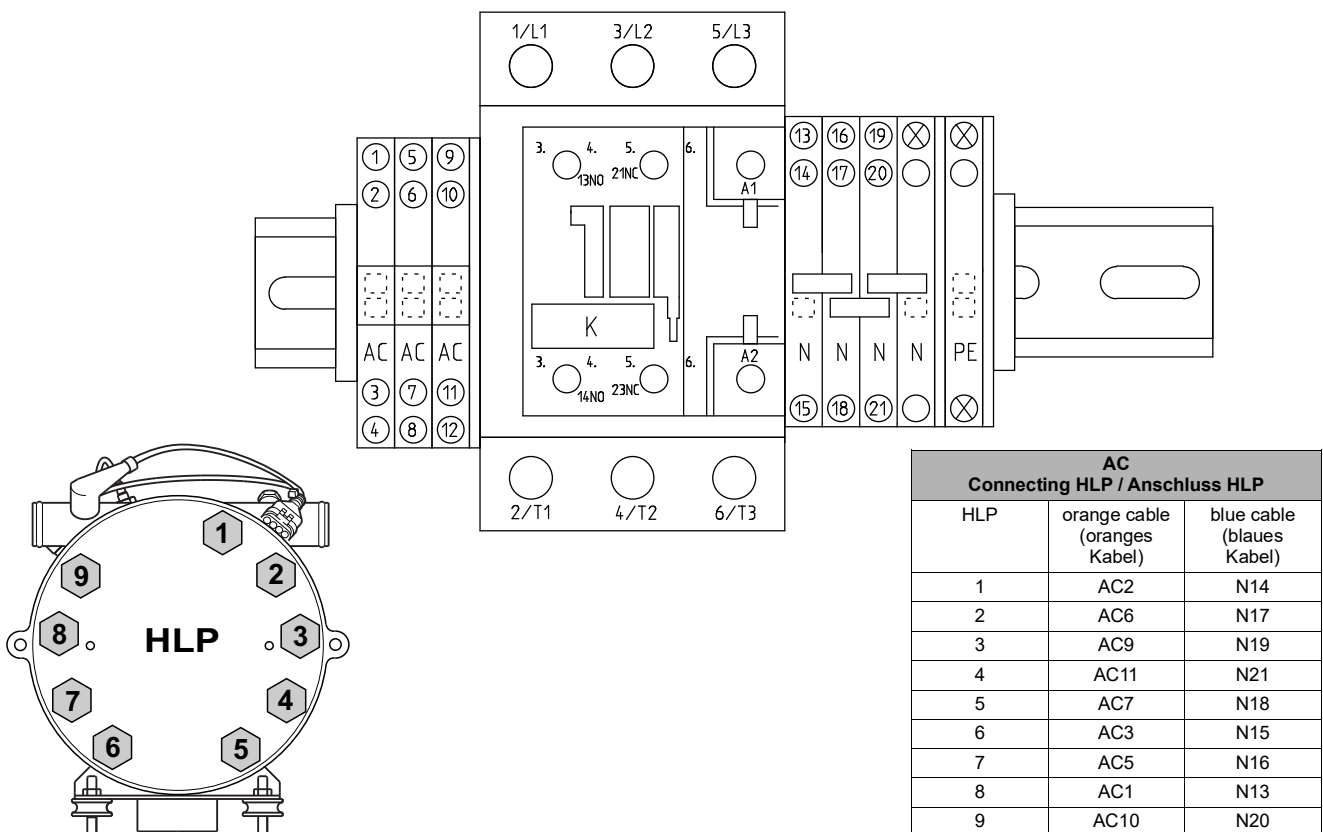 1/L1 3/L2 5/L3
13 16 19
1 5 9
3. 4. 5. 6.
13NO 21NC
14 17 20
2 6 10
A1
K
AC AC AC
3. 4. 5. 6.
A2
N N N N PE
14NO 23NC
3 7 11
15 18 21
4 8 12
2/T1 4/T2 6/T3
1
2
9
8 HLP 3
7 4
6 5
AC
Connecting HLP / Anschluss HLP
HLP orange cable blue cable
(oranges (blaues
Kabel) Kabel)
1 AC2 N14
2 AC6 N17
3 AC9 N19
4 AC11 N21
5 AC7 N18
6 AC3 N15
7 AC5 N16
8 AC1 N13
9 AC10 N20